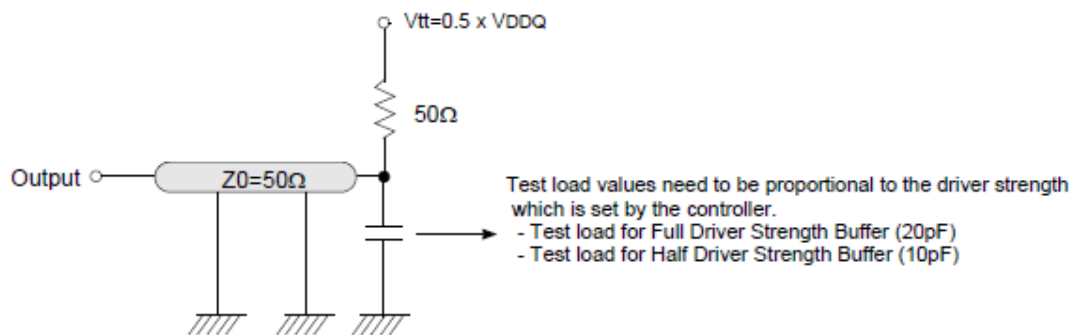 Vtt=0.5 x VDDQ
50Ω
Output
Z0=50Ω
Test load values need to be proportional to the driver strength
which is set by the controller.
- Test load for Full Driver Strength Buffer (20pF)
- Test load for Half Driver Strength Buffer (10pF)